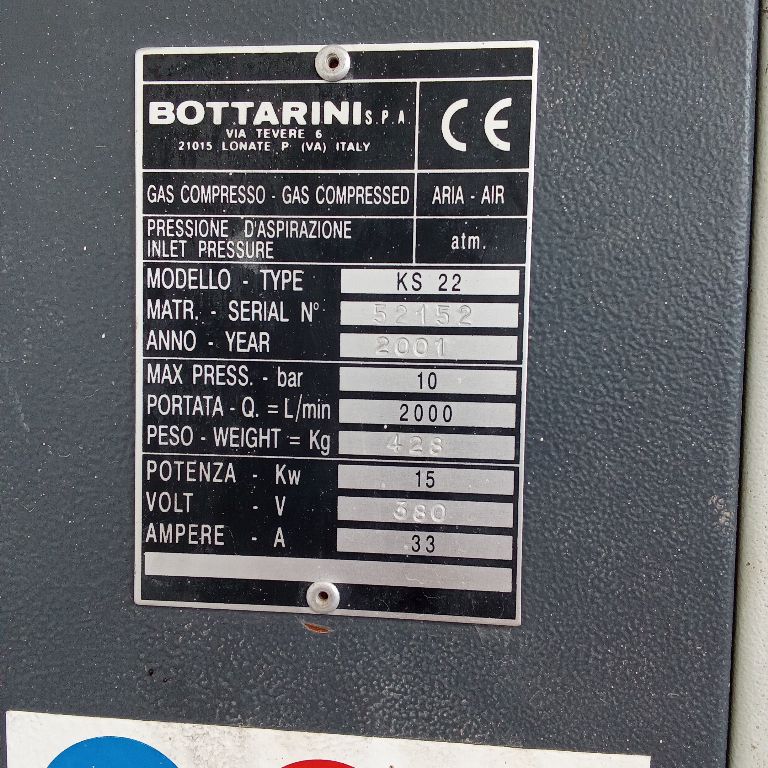 BOTTARINI S.P.A.
VIA TEVERE 6
21015 LONATE P. (VA) ITALY
CE
GAS COMPRESSO - GAS COMPRESSED ARIA - AIR
PRESSIONE D'ASPIRAZIONE
INLET PRESSURE atm.
MODELLO - TYPE KS 22
MATR. - SERIAL N° 52152
ANNO - YEAR 2001
MAX PRESS. - bar 10
PORTATA - Q. = L/min 2000
PESO - WEIGHT = Kg 428
POTENZA - Kw 15
VOLT - V 380
AMPERE - A 33